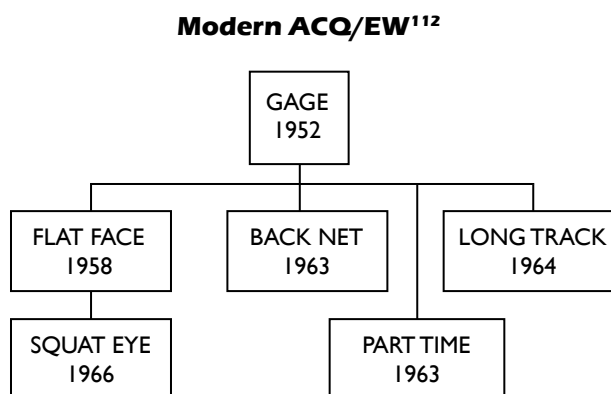 Modern ACQ/EW¹¹²
GAGE
1952
FLAT FACE
1958
BACK NET
1963
LONG TRACK
1964
SQUAT EYE
1966
PART TIME
1963